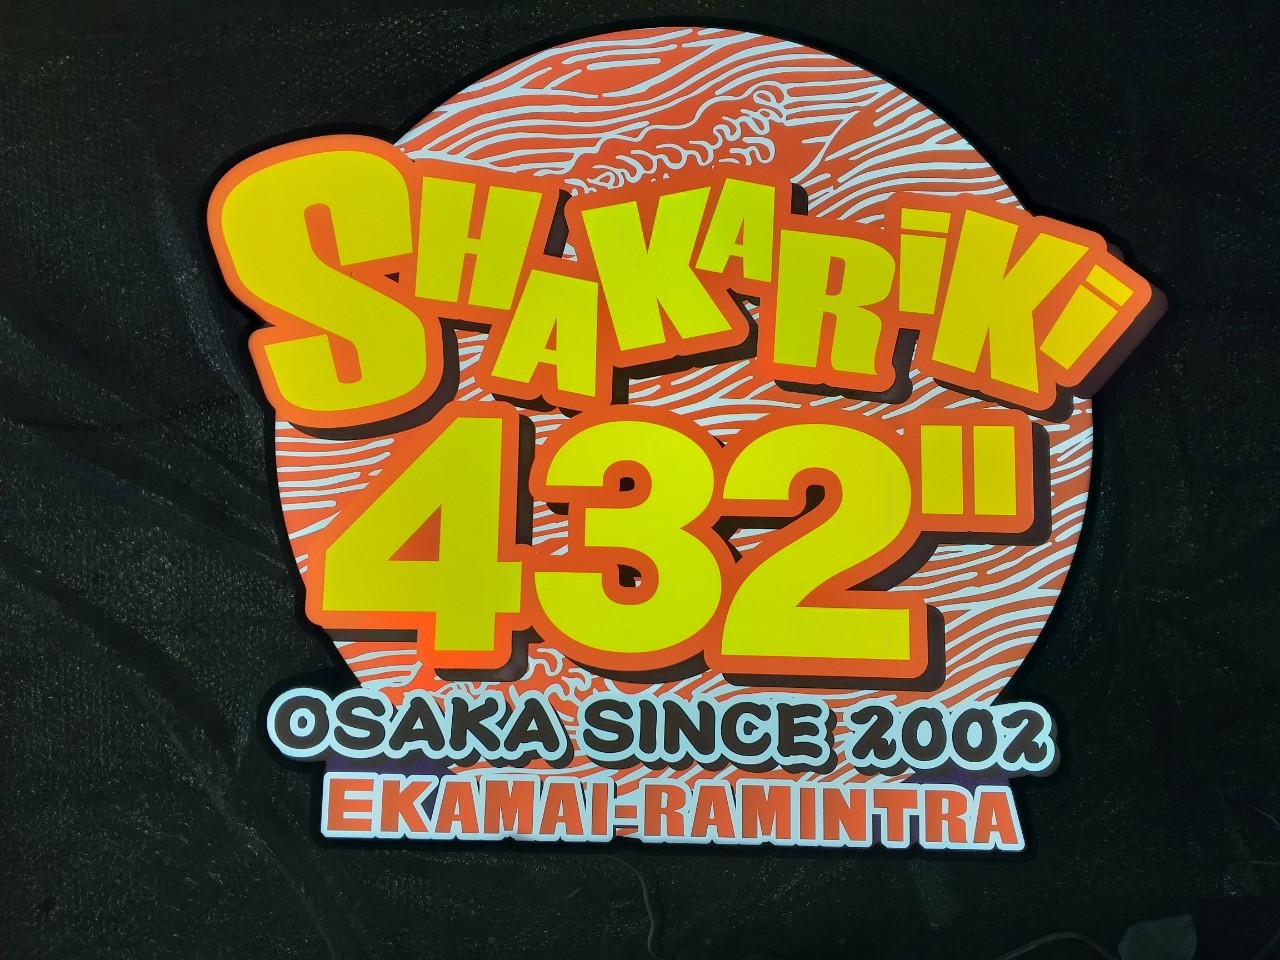 SHAKARiKi
432"
OSAKA SINCE 2002
EKAMAI-RAMINTRA